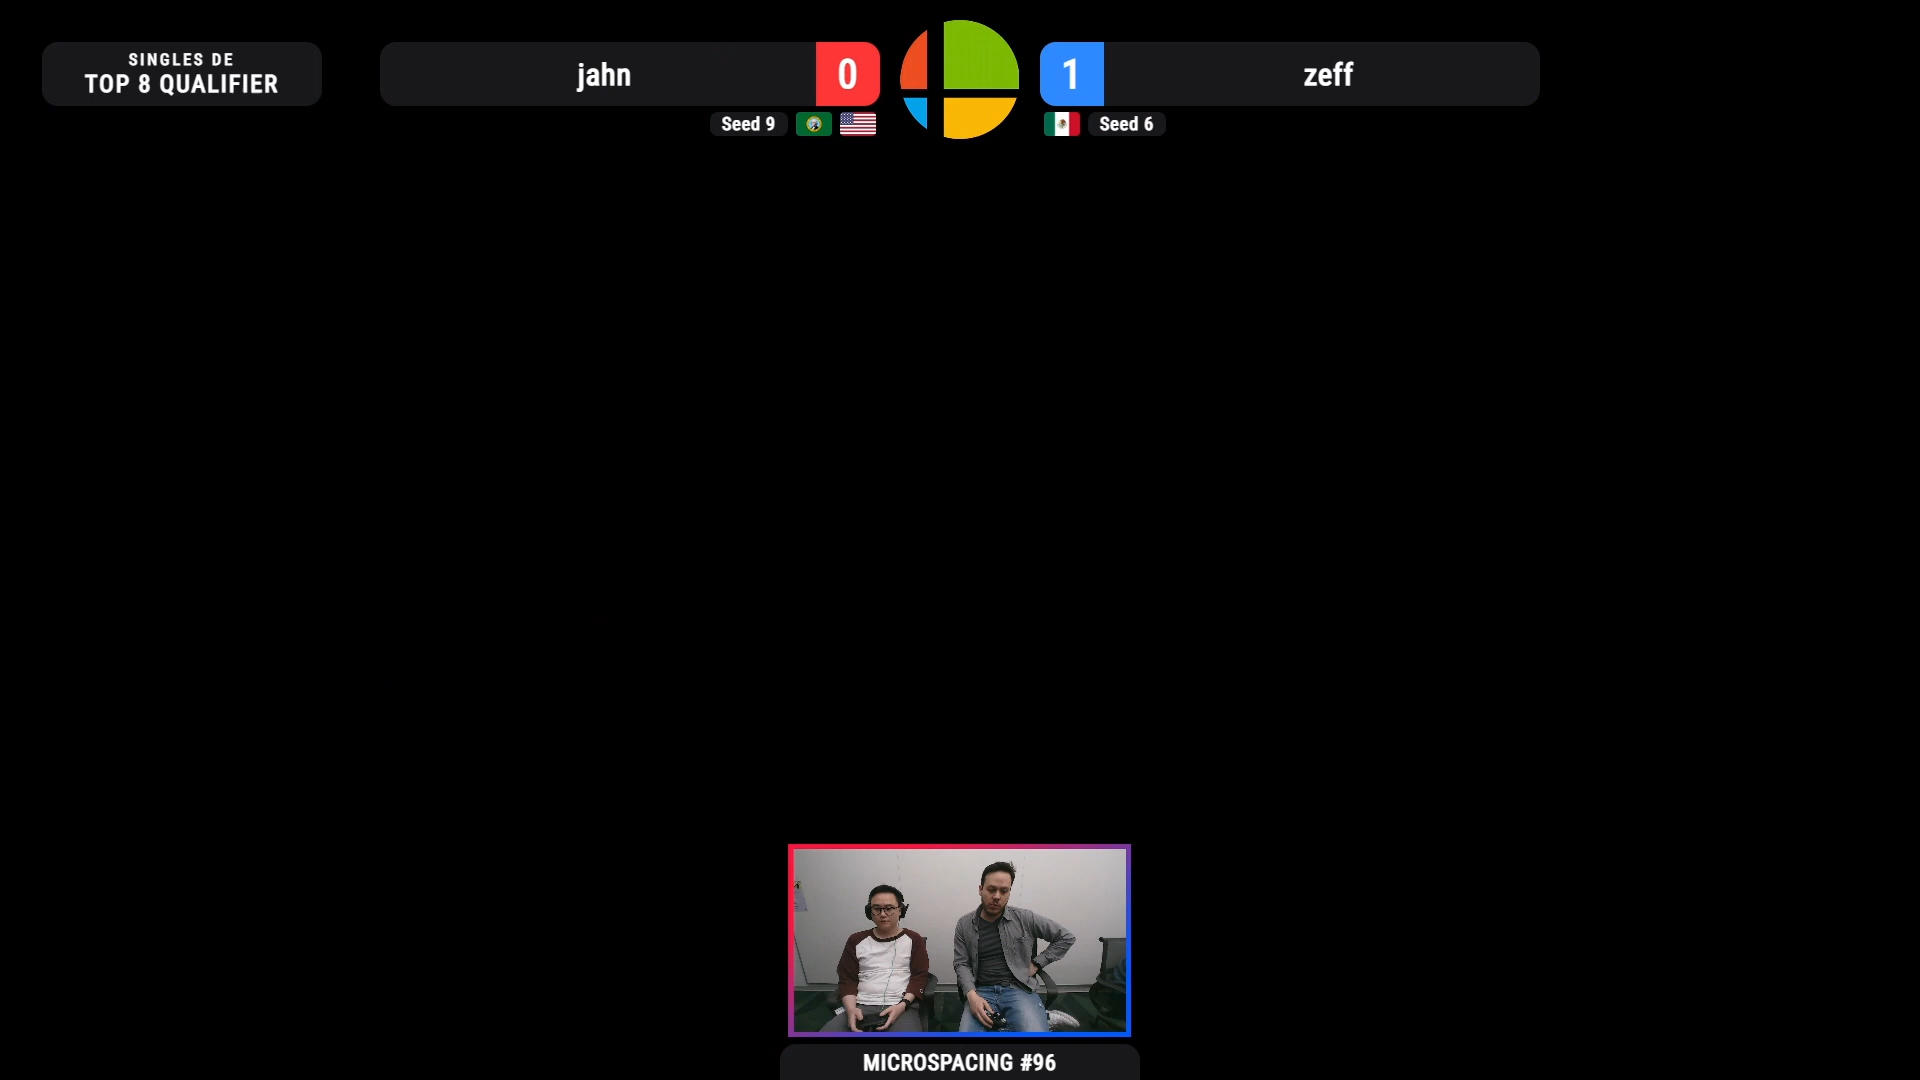 SINGLES DE
TOP 8 QUALIFIER
jahn
0
1
zeff
Seed 9
Seed 6
MICROSPACING #96